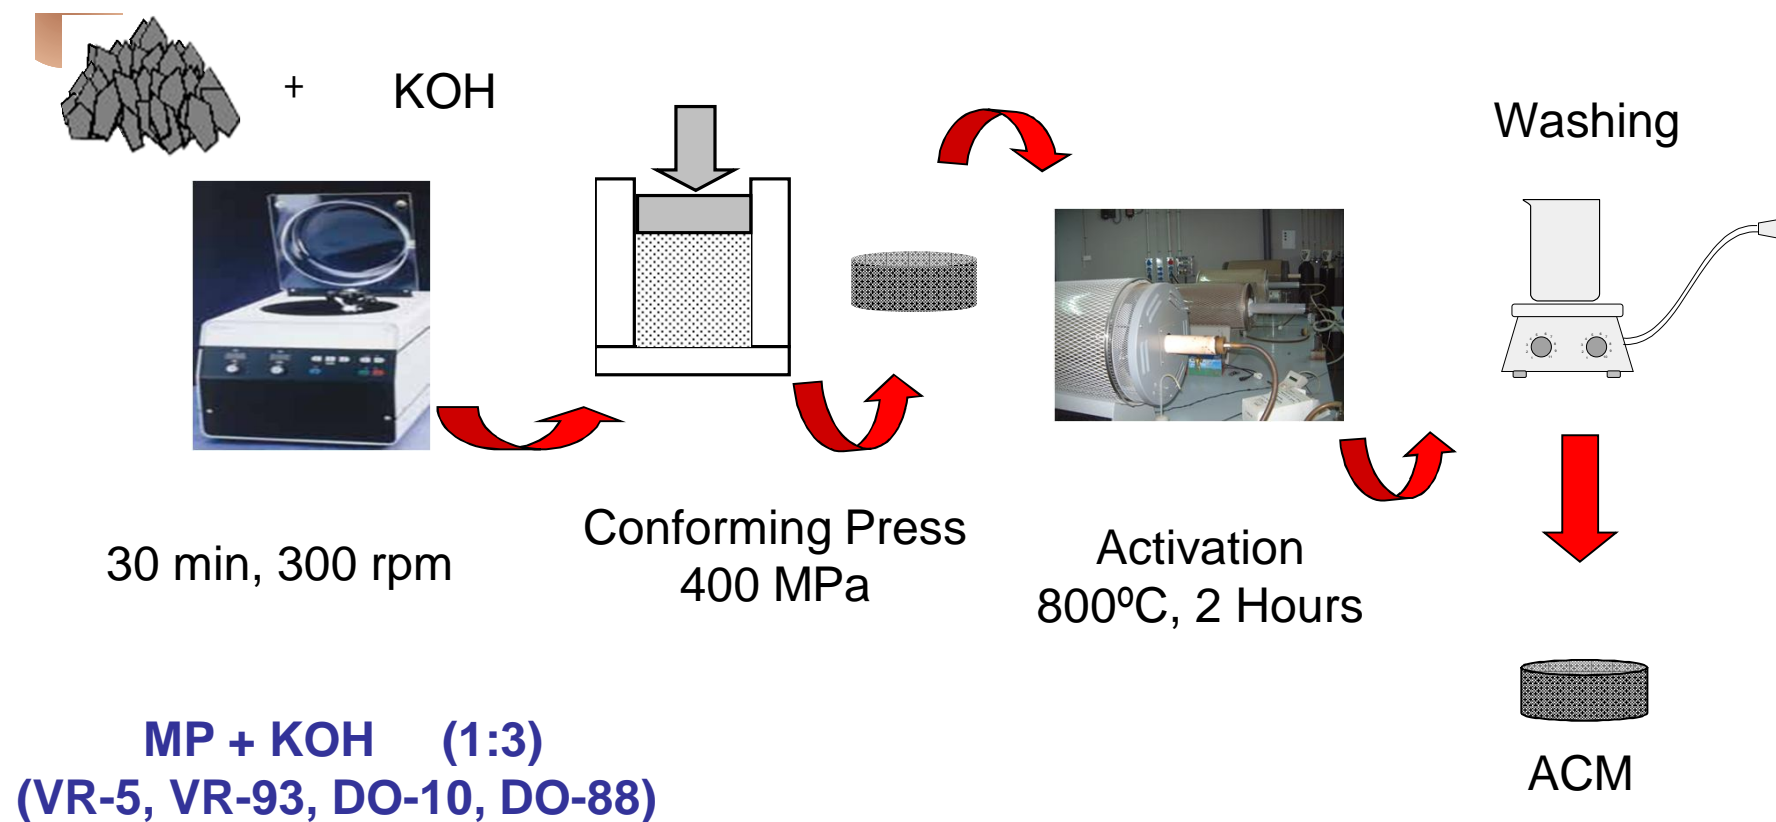 + KOH
Washing
30 min, 300 rpm
Conforming Press
400 MPa
Activation
800ºC, 2 Hours
MP + KOH (1:3)
(VR-5, VR-93, DO-10, DO-88)
ACM